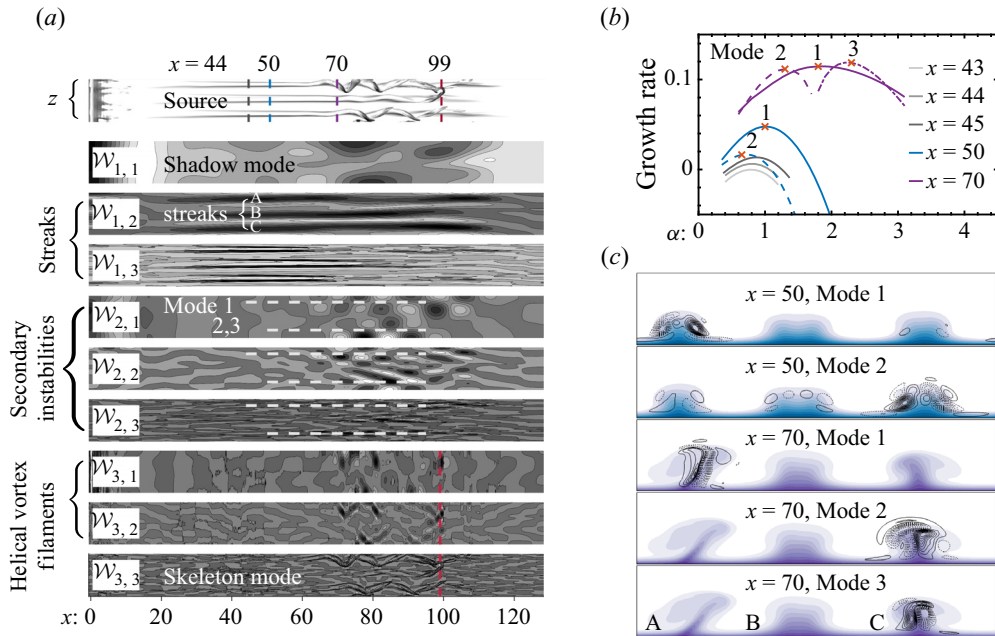 (a)
x = 44 50 70 99
z
Source
𝒲1, 1
Shadow mode
Streaks
𝒲1, 2
streaks
A
B
C
𝒲1, 3
Secondary
instabilities
𝒲2, 1
Mode 1
2,3
𝒲2, 2
𝒲2, 3
Helical vortex
filaments
𝒲3, 1
𝒲3, 2
𝒲3, 3
Skeleton mode
x: 0 20 40 60 80 100 120
(b)
Growth rate
0.1
0
Mode
2 1 3
1
2
x = 43
x = 44
x = 45
x = 50
x = 70
α: 1 2 3 4
(c)
x = 50, Mode 1
x = 50, Mode 2
x = 70, Mode 1
x = 70, Mode 2
x = 70, Mode 3
A B C